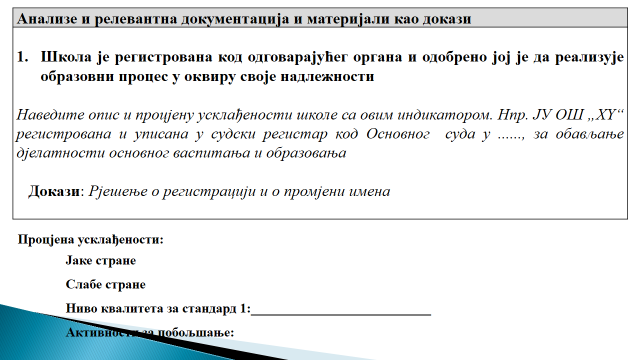 Анализе и релевантна документација и материјали као докази
1. Школа је регистрована код одговарајућег органа и одобрено јој је да реализује
образовни процес у оквиру своје надлежности
Наведите опис и процјену усклађености школе са овим индикатором. Нпр. ЈУ ОШ „XY“
регистрована и уписана у судски регистар код Основног суда у ......, за обављање
дјелатности основног васпитања и образовања
Докази: Рјешење о регистрацији и о промјени имена
Процјена усклађености:
Јаке стране
Слабе стране
Ниво квалитета за стандард 1:____________________________
Активности за побољшање: